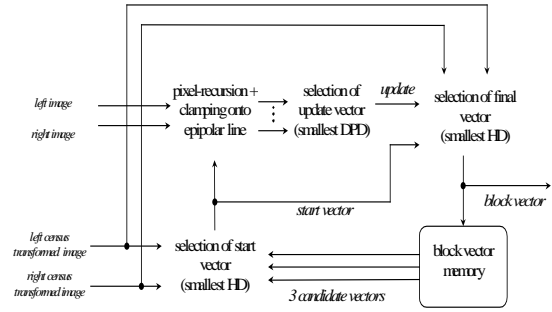 left image
right image
pixel-recursion +
clamping onto
epipolar line
selection of
update vector
(smallest DPD)
update
selection of final
vector
(smallest HD)
start vector
block vector
left census
transformed image
right census
transformed image
selection of start
vector
(smallest HD)
3 candidate vectors
block vector
memory